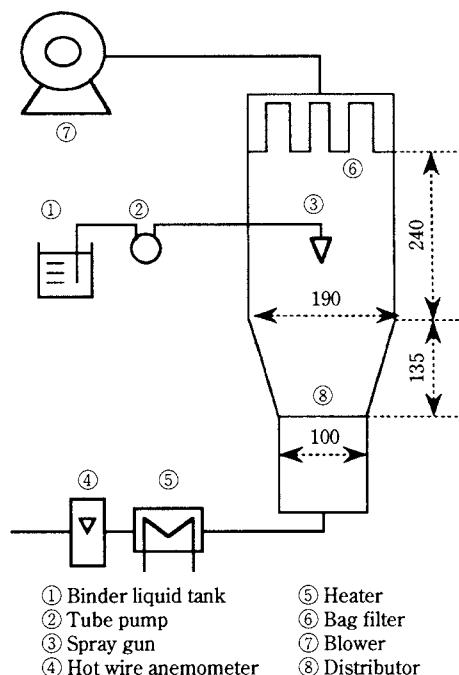 ⑦
⑥
① ② ③
240
190
135
⑧
100
④ ⑤
① Binder liquid tank
② Tube pump
③ Spray gun
④ Hot wire anemometer
⑤ Heater
⑥ Bag filter
⑦ Blower
⑧ Distributor